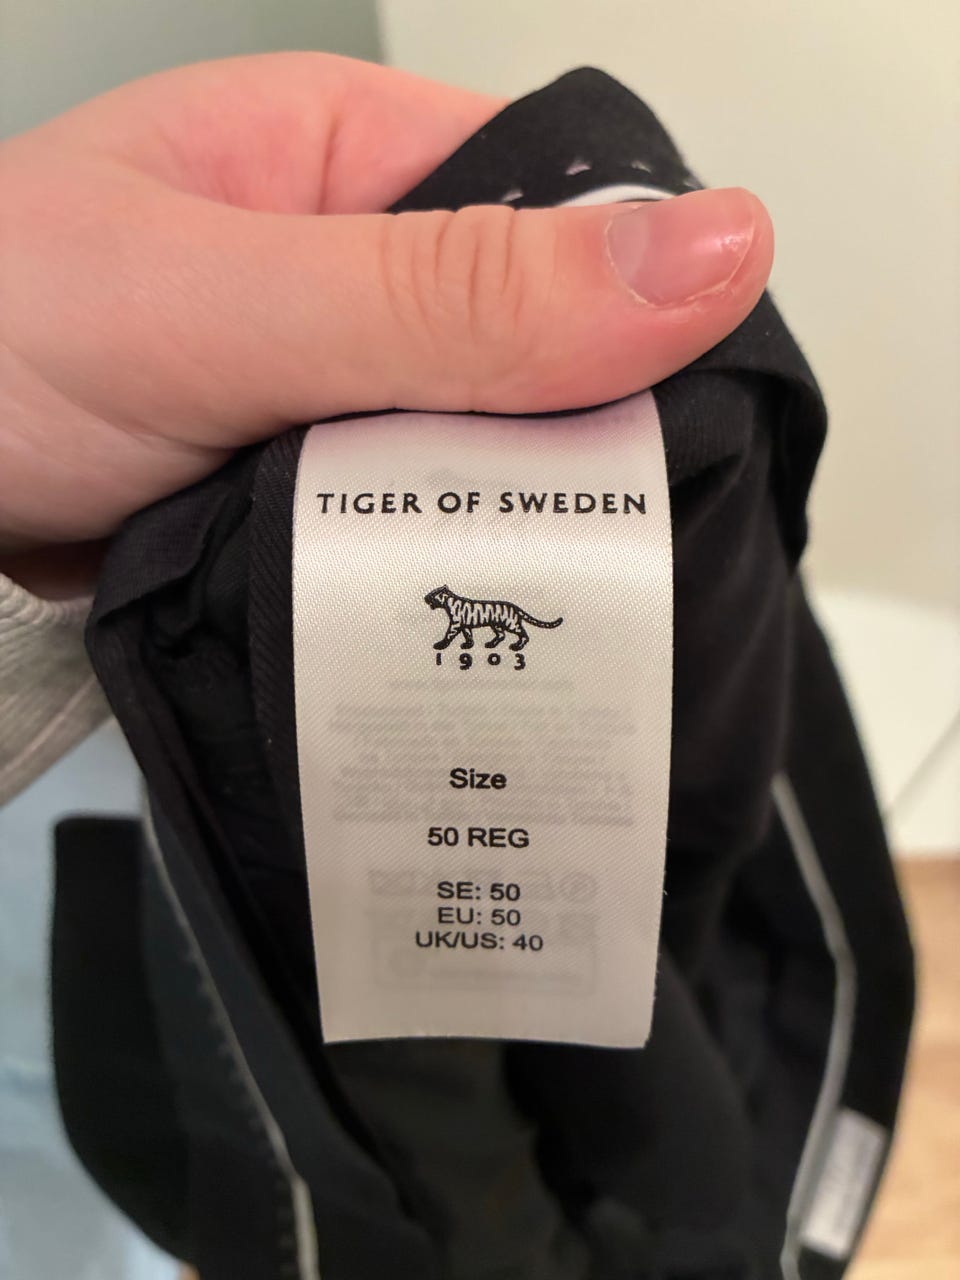 TIGER OF SWEDEN
1903
Size
50 REG
SE: 50
EU: 50
UK/US: 40